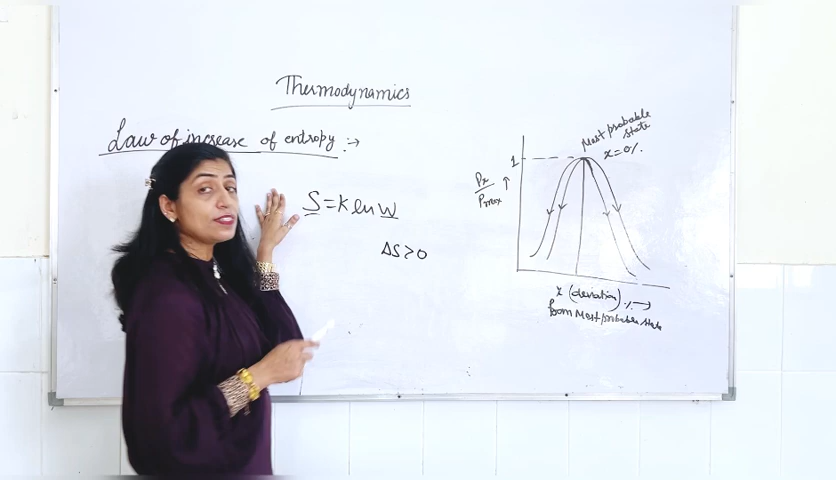 Thermodynamics
Law of increase of entropy :→
S = K ln W
ΔS > 0
Most probable
state
x = 0%
1
Px
Pmax
x (deviation) % →
from Most probable state